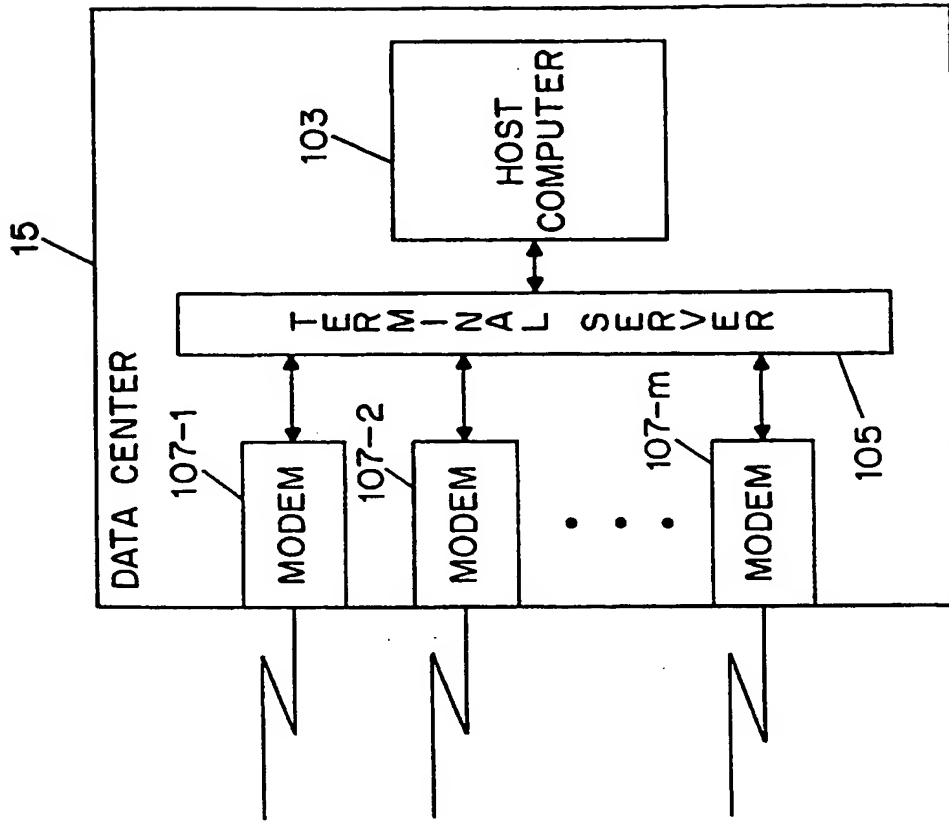 15
DATA CENTER
103
HOST
COMPUTER
TERMINAL SERVER
107-1
MODEM
107-2
MODEM
107-m
MODEM
105